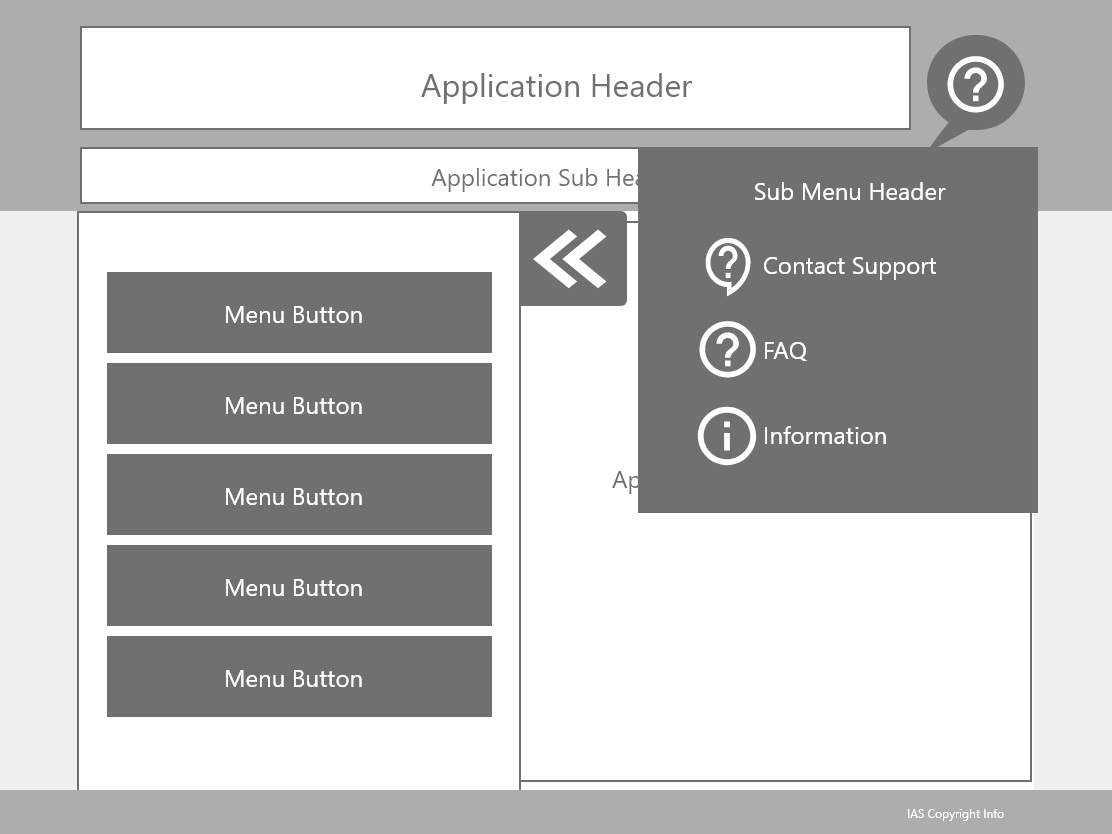 Application Header
Application Sub Hea
Sub Menu Header
Contact Support
FAQ
Information
Menu Button
Menu Button
Menu Button
Menu Button
Menu Button
Ap
IAS Copyright Info